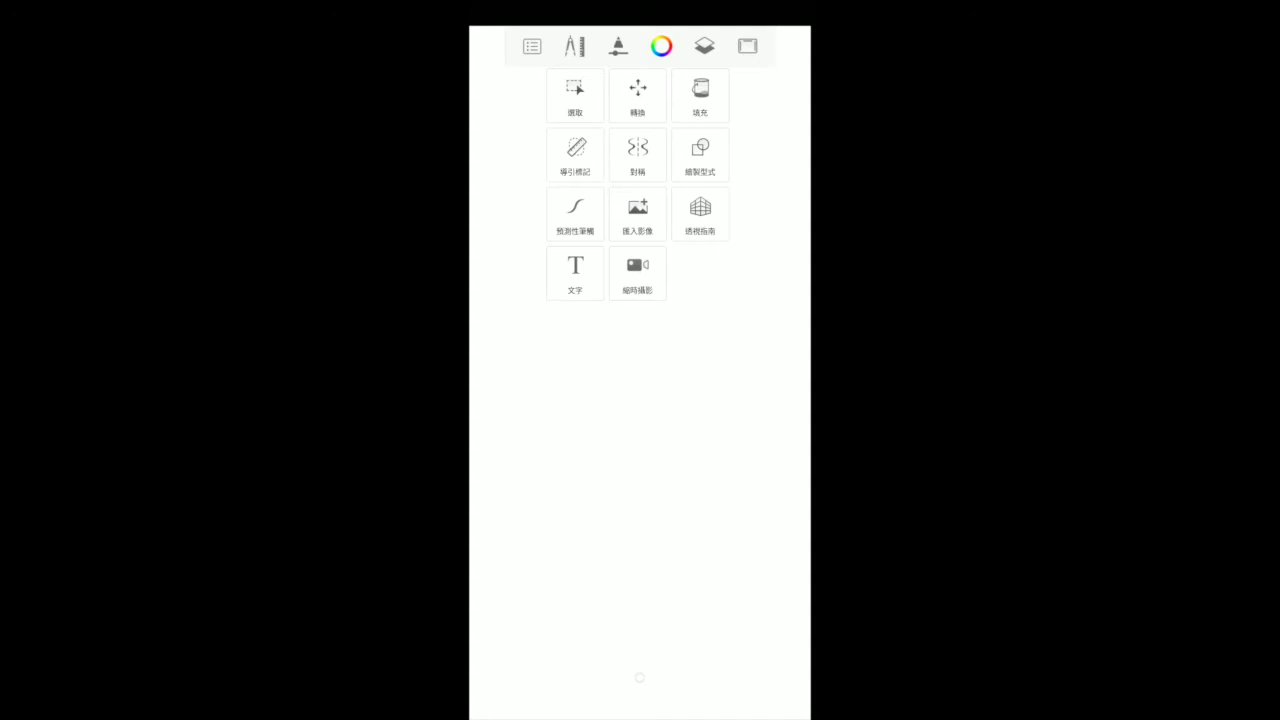 選取
轉換
填充
導引標記
對稱
繪製型式
預測性筆觸
匯入影像
透視指南
T
文字
縮時攝影